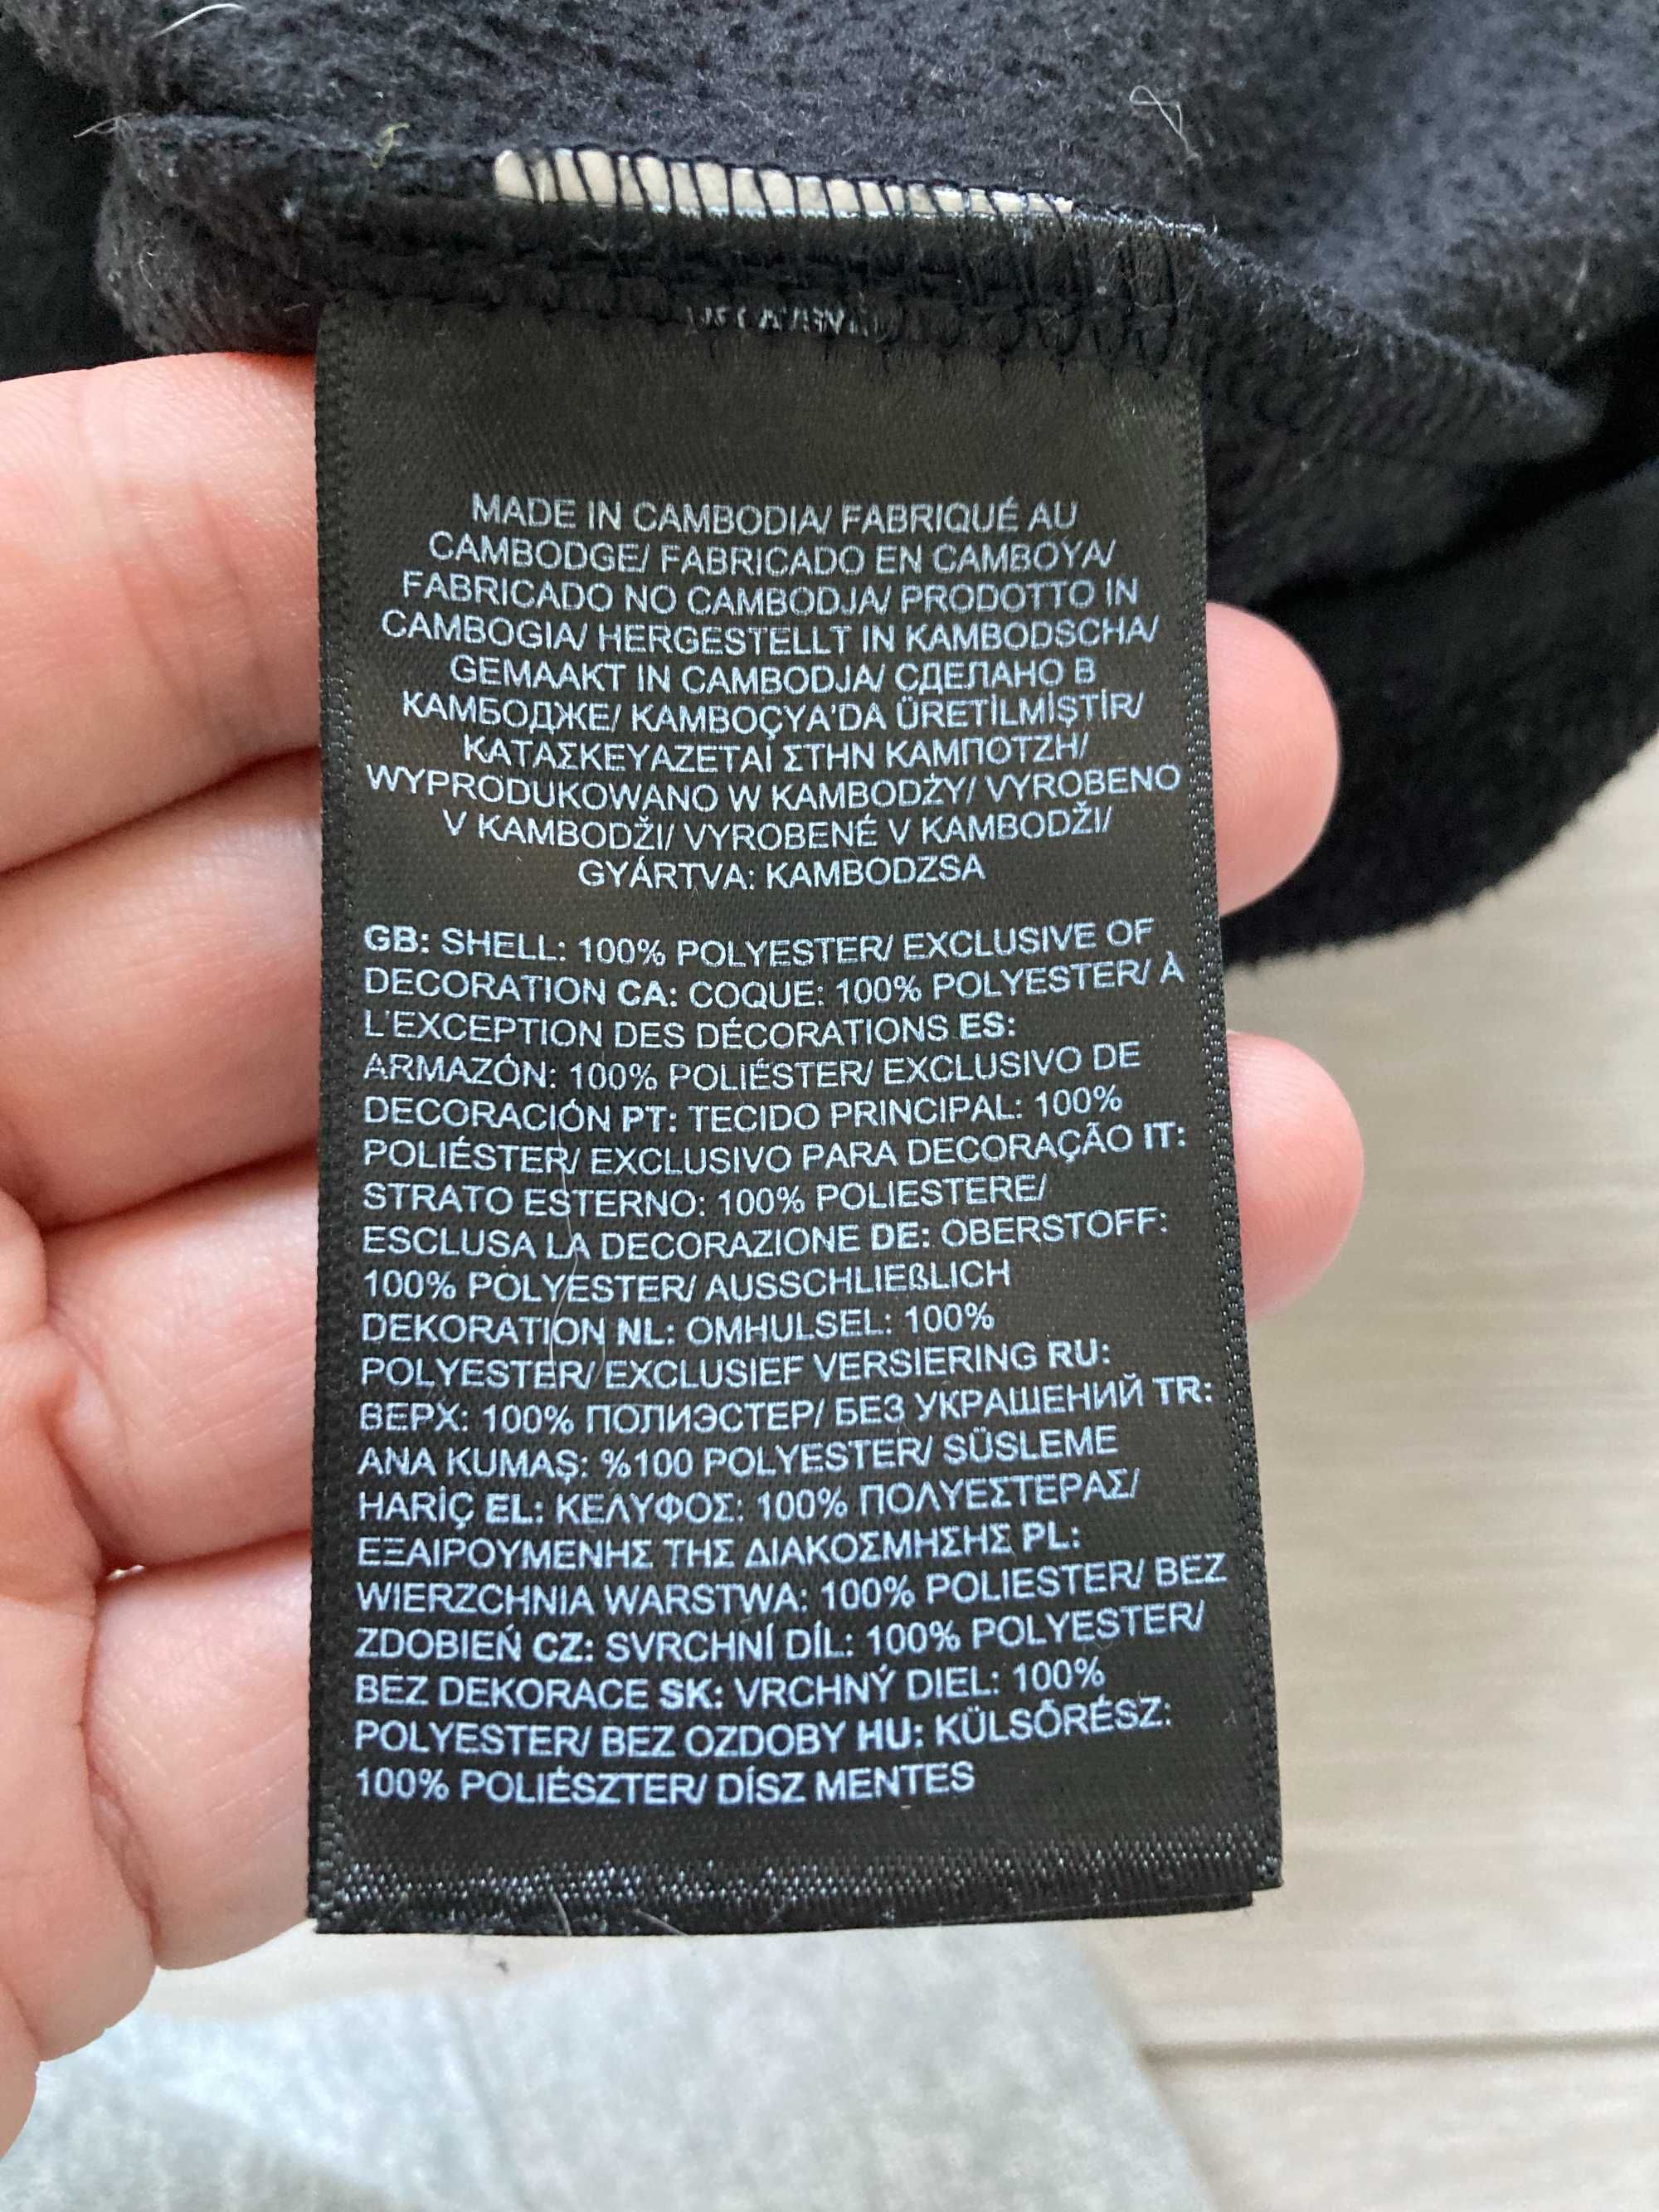 MADE IN CAMBODIA/ FABRIQUÉ AU
CAMBODGE/ FABRICADO EN CAMBOYA/
FABRICADO NO CAMBODJA/ PRODOTTO IN
CAMBOGIA/ HERGESTELLT IN KAMBODSCHA/
GEMAAKT IN CAMBODJA/ СДЕЛАНО В
КАМБОДЖЕ/ KAMBOÇYA'DA ÜRETİLMİŞTİR/
ΚΑΤΑΣΚΕΥΑΖΕΤΑΙ ΣΤΗΝ ΚΑΜΠΟΤΖΗ/
WYPRODUKOWANO W KAMBODŻY/ VYROBENO
V KAMBODŽI/ VYROBENÉ V KAMBODŽI/
GYÁRTVA: KAMBODZSA
GB: SHELL: 100% POLYESTER/ EXCLUSIVE OF
DECORATION CA: COQUE: 100% POLYESTER/ À
L'EXCEPTION DES DÉCORATIONS ES:
ARMAZÓN: 100% POLIÉSTER/ EXCLUSIVO DE
DECORACIÓN PT: TECIDO PRINCIPAL: 100%
POLIÉSTER/ EXCLUSIVO PARA DECORAÇÃO IT:
STRATO ESTERNO: 100% POLIESTERE/
ESCLUSA LA DECORAZIONE DE: OBERSTOFF:
100% POLYESTER/ AUSSCHLIEßLICH
DEKORATION NL: OMHULSEL: 100%
POLYESTER/ EXCLUSIEF VERSIERING RU:
ВЕРХ: 100% ПОЛИЭСТЕР/ БЕЗ УКРАШЕНИЙ TR:
ANA KUMAŞ: %100 POLYESTER/ SÜSLEME
HARİÇ EL: ΚΕΛΥΦΟΣ: 100% ΠΟΛΥΕΣΤΕΡΑΣ/
ΕΞΑΙΡΟΥΜΕΝΗΣ ΤΗΣ ΔΙΑΚΟΣΜΗΣΗΣ PL:
WIERZCHNIA WARSTWA: 100% POLIESTER/ BEZ
ZDOBIEŃ CZ: SVRCHNÍ DÍL: 100% POLYESTER/
BEZ DEKORACE SK: VRCHNÝ DIEL: 100%
POLYESTER/ BEZ OZDOBY HU: KÜLSŐRÉSZ:
100% POLIÉSZTER/ DÍSZ MENTES